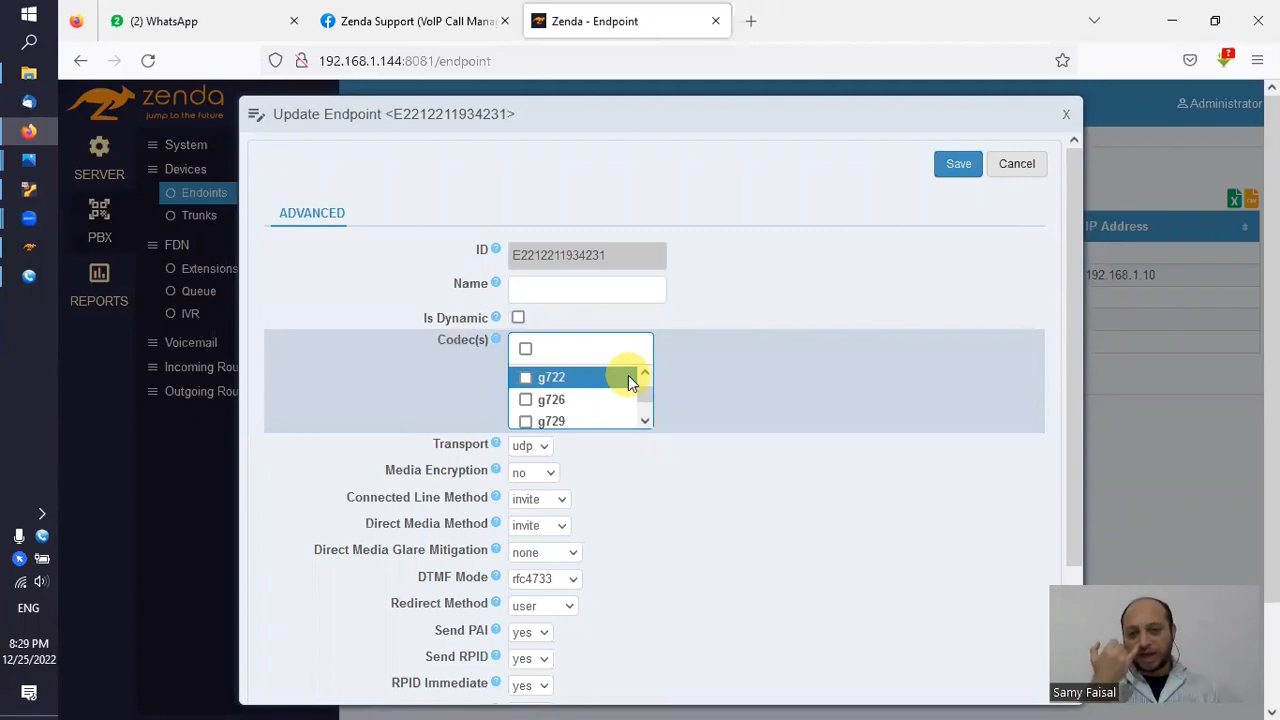 (2) WhatsApp
Zenda Support (VoIP Call Mana
Zenda - Endpoint
192.168.1.144:8081/endpoint
zenda
jump to the future
Administrator
Update Endpoint <E2212211934231>
X
Save
Cancel
SERVER
PBX
REPORTS
System
Devices
Endoints
Trunks
FDN
Extensions
Queue
IVR
Voicemail
Incoming Rou
Outgoing Rou
ADVANCED
ID
E2212211934231
Name
Is Dynamic
Codec(s)
g722
g726
g729
Transport
udp
Media Encryption
no
Connected Line Method
invite
Direct Media Method
invite
Direct Media Glare Mitigation
none
DTMF Mode
rfc4733
Redirect Method
user
Send PAI
yes
Send RPID
yes
RPID Immediate
yes
IP Address
192.168.1.10
ENG
8:29 PM
12/25/2022
Samy Faisal